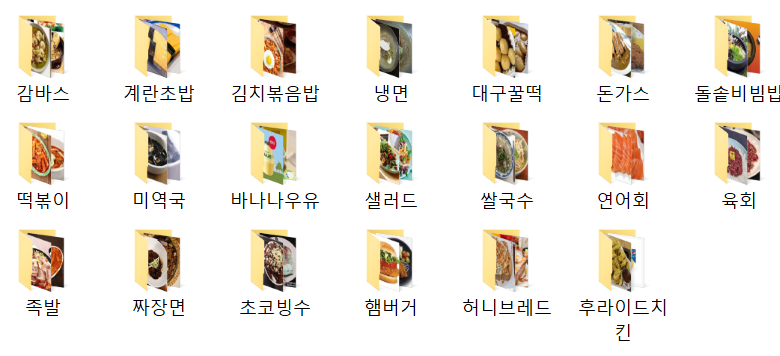 감바스 계란초밥 김치볶음밥 냉면 대구꿀떡 돈가스 돌솥비빔밥
떡볶이 미역국 바나나우유 샐러드 쌀국수 연어회 육회
족발 짜장면 초코빙수 햄버거 허니브레드 후라이드치
킨